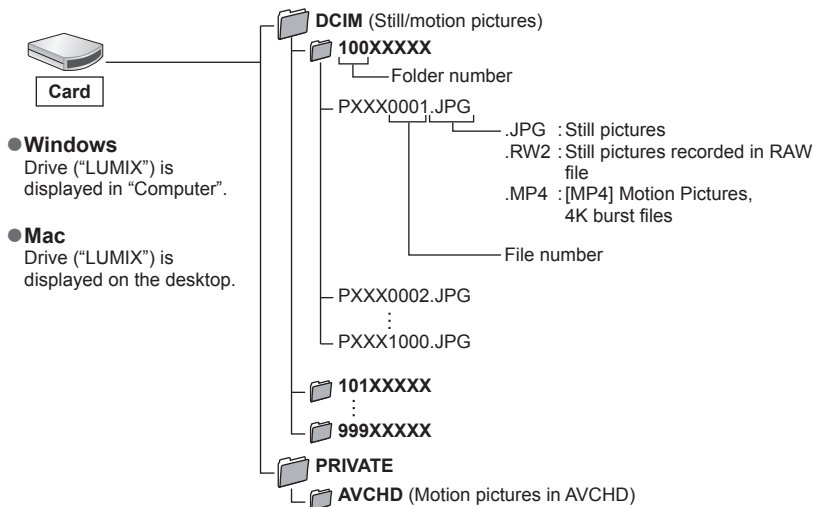 DCIM (Still/motion pictures)
100XXXXX
Folder number
Card
PXXX0001.JPG
.JPG : Still pictures
.RW2 : Still pictures recorded in RAW
file
.MP4 : [MP4] Motion Pictures,
4K burst files
File number
●Windows
Drive (“LUMIX”) is
displayed in “Computer”.
●Mac
Drive (“LUMIX”) is
displayed on the desktop.
PXXX0002.JPG
PXXX1000.JPG
101XXXXX
999XXXXX
PRIVATE
AVCHD (Motion pictures in AVCHD)